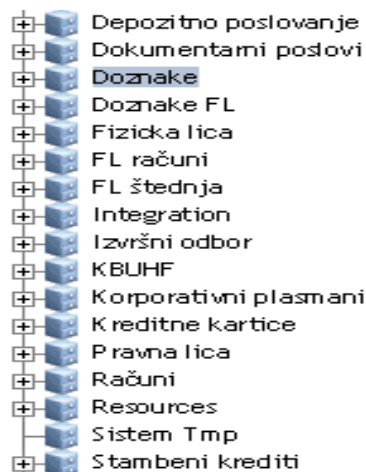 Depozitno poslovanje
Dokumentarni poslovi
Doznake
Doznake FL
Fizicka lica
FL računi
FL štednja
Integration
Izvršni odbor
KBUHF
Korporativni plasmani
Kreditne kartice
Pravna lica
Računi
Resources
Sistem Tmp
Stambeni krediti